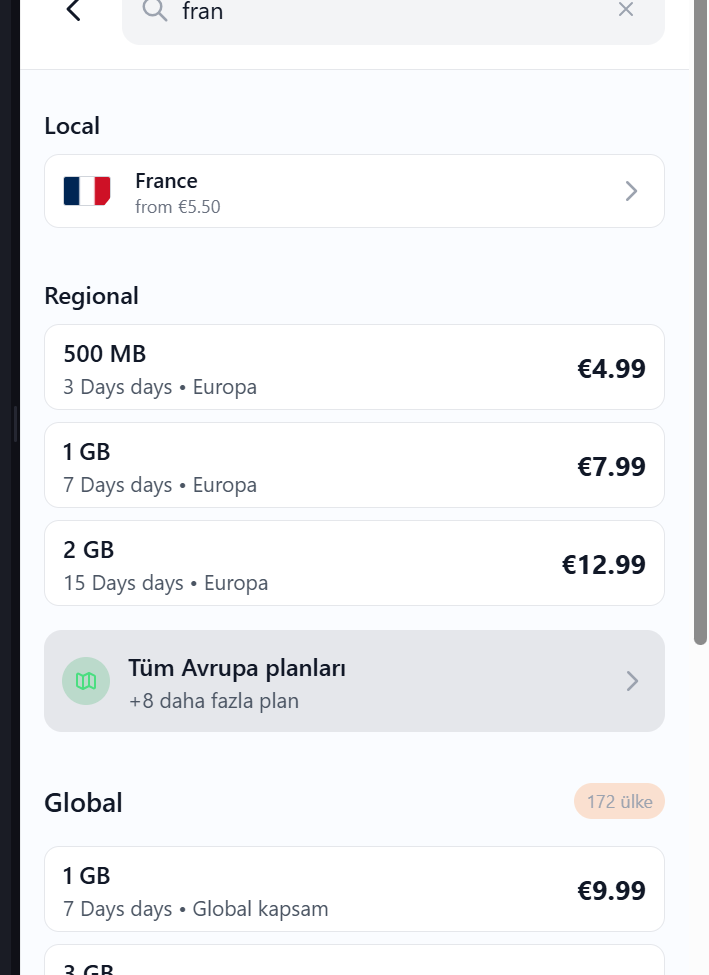 fran
Local
France
from €5.50
Regional
500 MB
€4.99
3 Days days • Europa
1 GB
€7.99
7 Days days • Europa
2 GB
€12.99
15 Days days • Europa
Tüm Avrupa planları
+8 daha fazla plan
Global
172 ülke
1 GB
€9.99
7 Days days • Global kapsam
3 GB